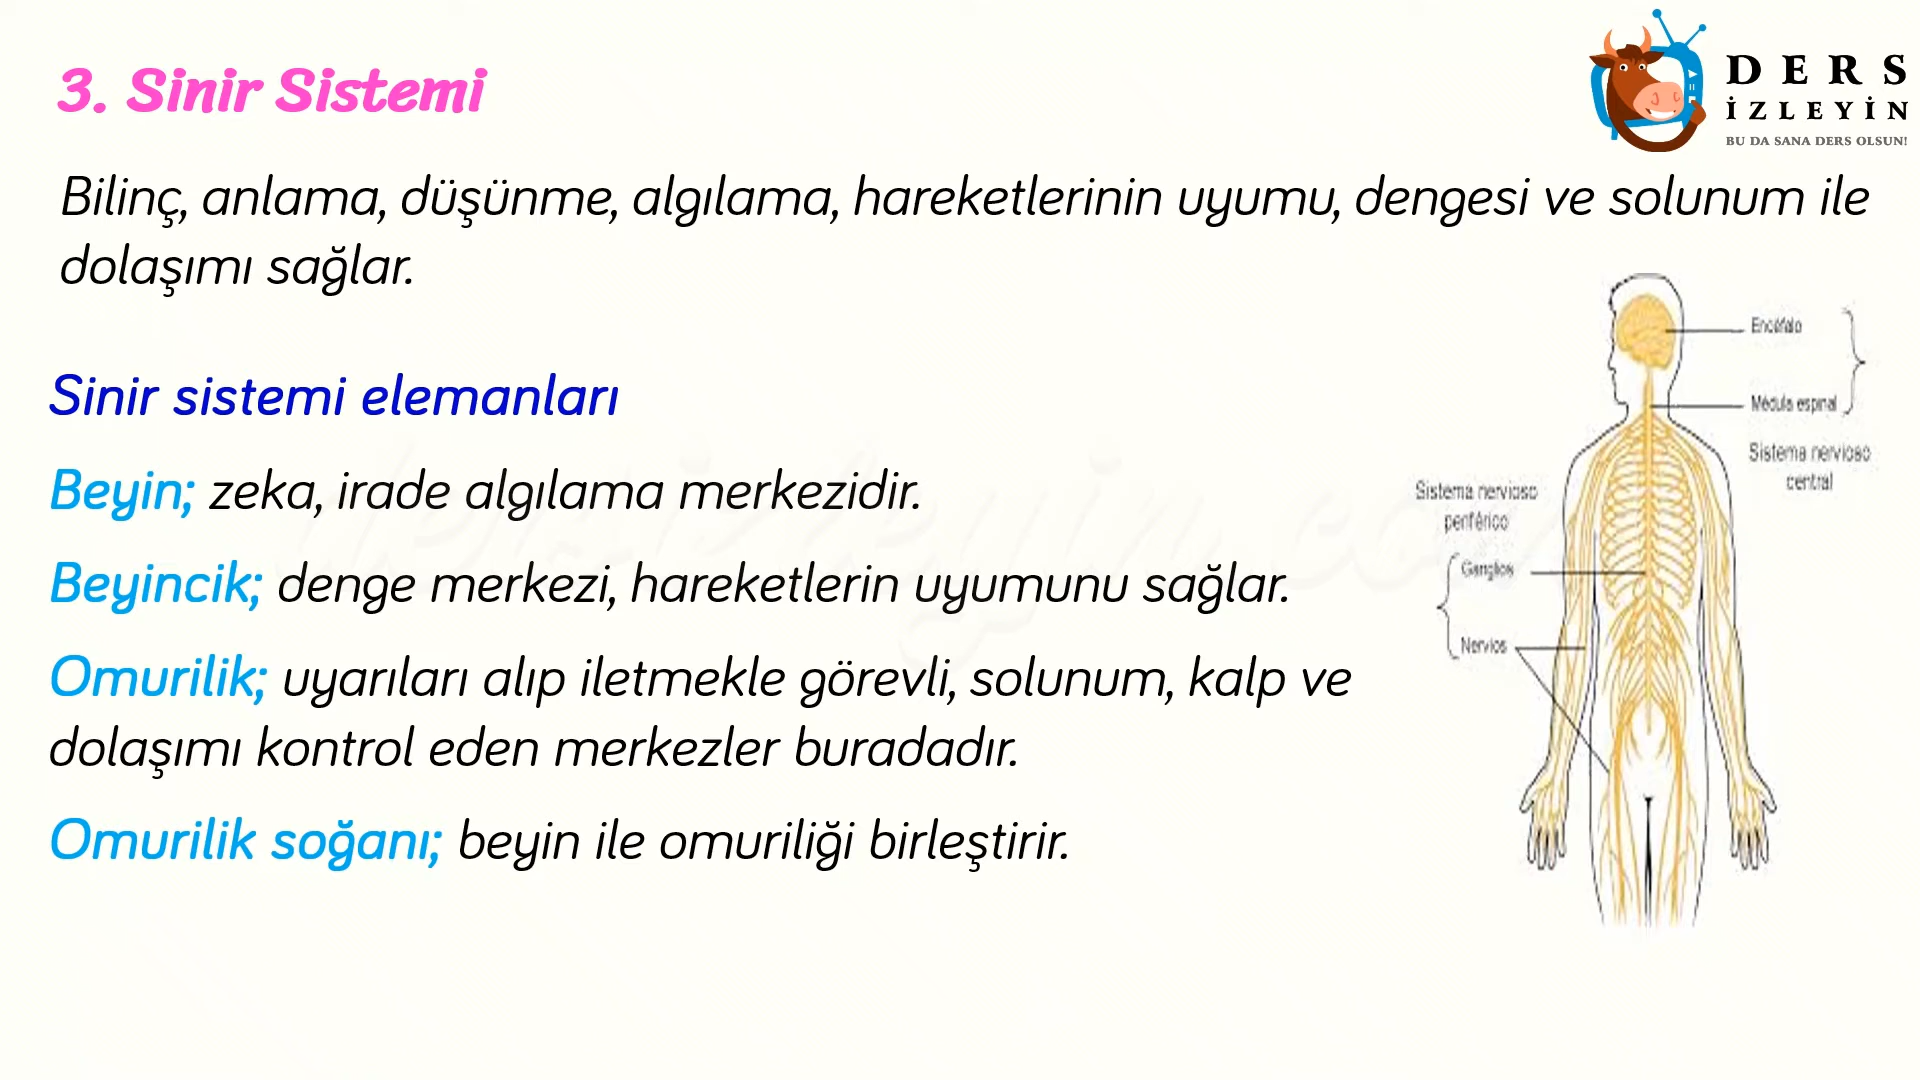 3. Sinir Sistemi
DERS
İZLEYİN
BU DA SANA DERS OLSUN!
Bilinç, anlama, düşünme, algılama, hareketlerinin uyumu, dengesi ve solunum ile
dolaşımı sağlar.
Sinir sistemi elemanları
Beyin; zeka, irade algılama merkezidir.
Beyincik; denge merkezi, hareketlerin uyumunu sağlar.
Omurilik; uyarıları alıp iletmekle görevli, solunum, kalp ve
dolaşımı kontrol eden merkezler buradadır.
Omurilik soğanı; beyin ile omuriliği birleştirir.
Encéfalo
Médula espinal
Sistema nervioso
central
Sistema nervioso
periférico
Ganglios
Nervios